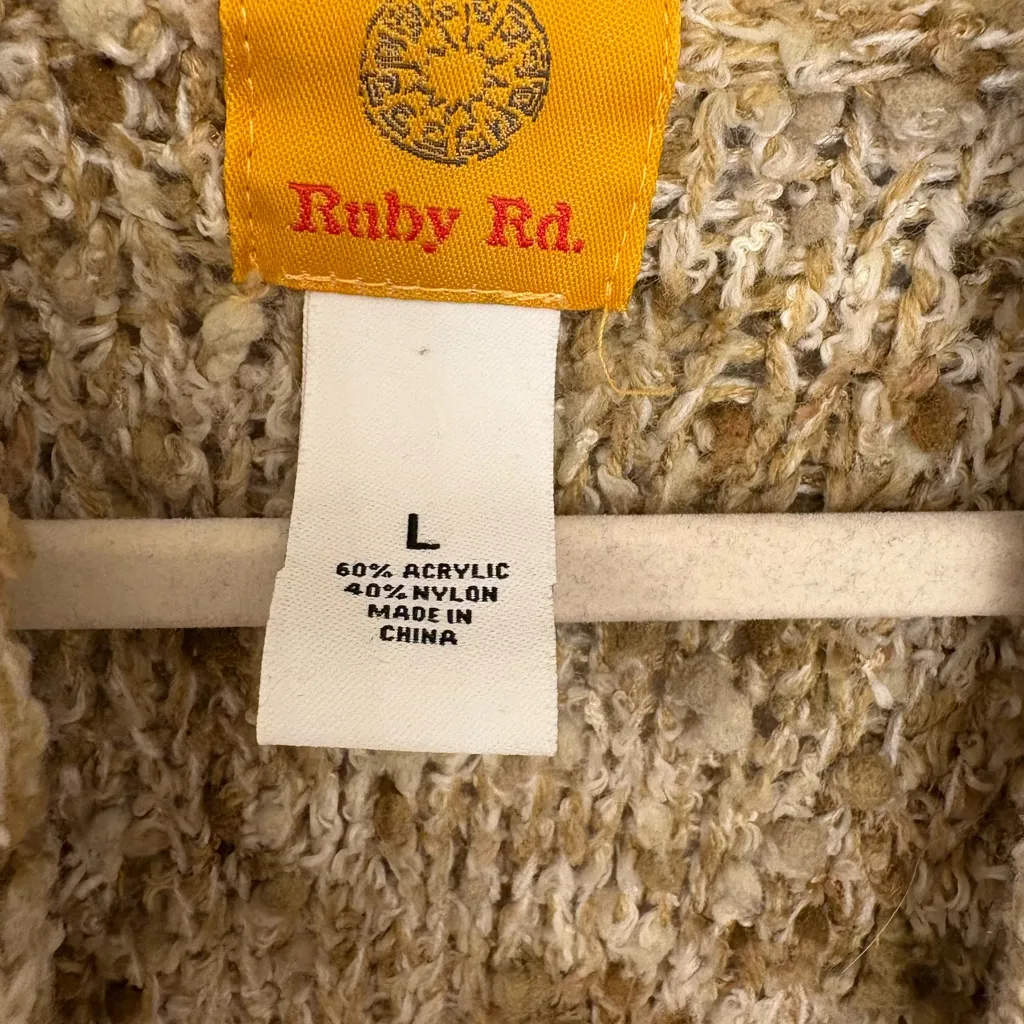 Ruby Rd.
L
60% ACRYLIC
40% NYLON
MADE IN
CHINA